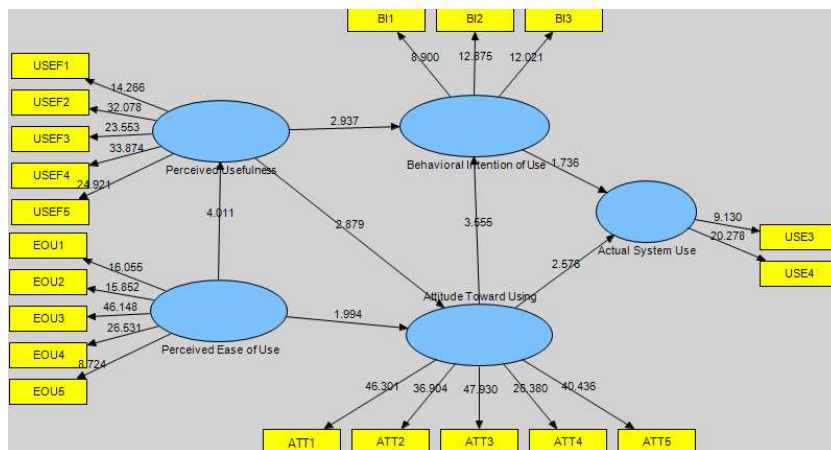 BI1 BI2 BI3
8.900 12.875 12.021
USEF1
14.266
USEF2
32.078
USEF3
23.553
USEF4
33.874
USEF5
24.921
Perceived Usefulness
2.937
Behavioral Intention of Use
1.736
4.011
2.879
3.555
2.576
9.130
USE3
20.278
USE4
Actual System Use
EOU1
16.055
EOU2
15.852
EOU3
46.148
EOU4
26.531
EOU5
8.724
Perceived Ease of Use
1.994
Attitude Toward Using
46.301 36.904 47.930 26.380 40.436
ATT1 ATT2 ATT3 ATT4 ATT5